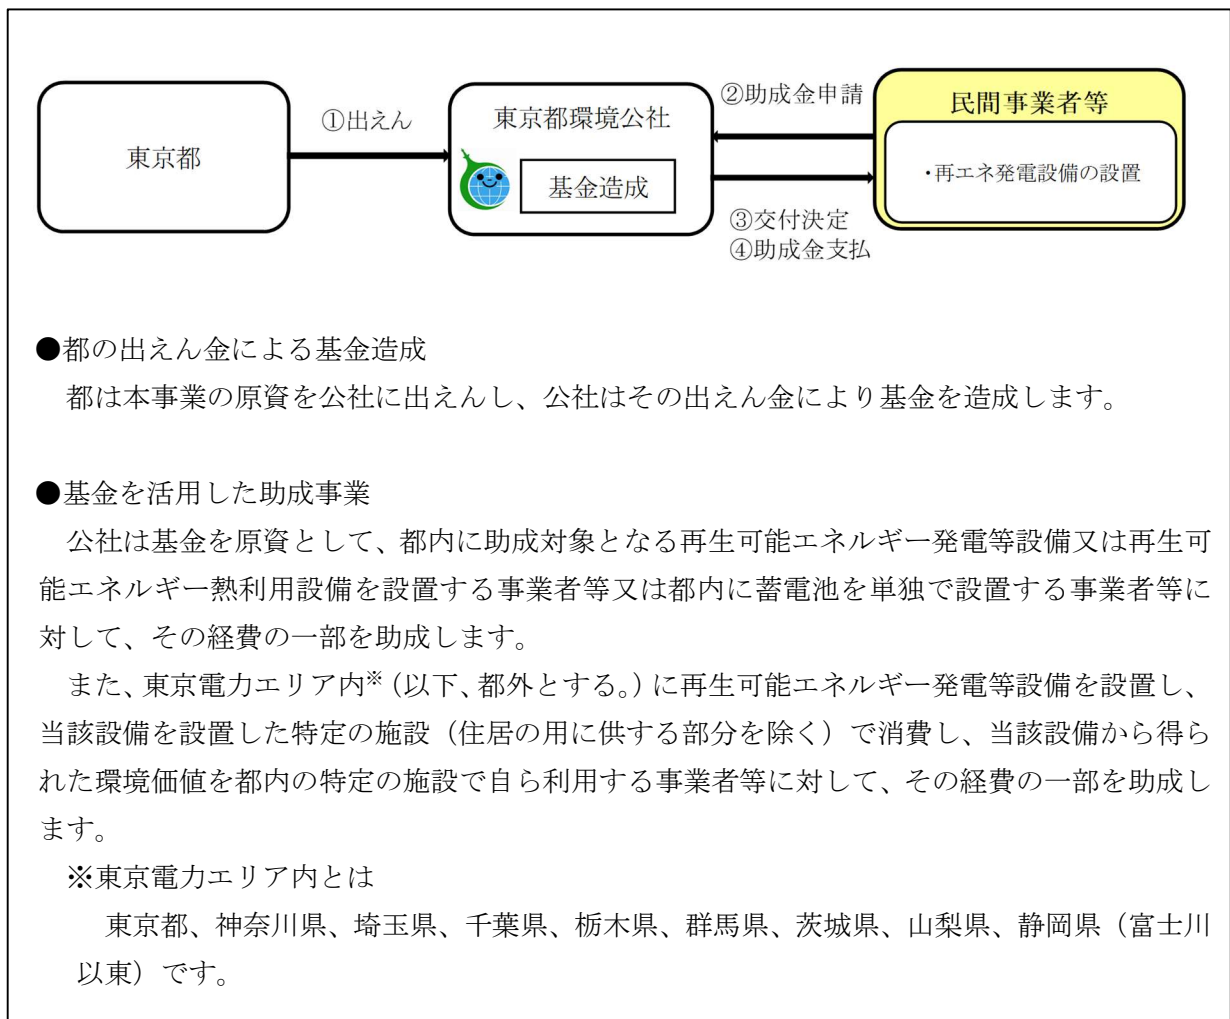 東京都
①出えん
東京都環境公社
基金造成
②助成金申請
③交付決定
④助成金支払
民間事業者等
・再エネ発電設備の設置
●都の出えん金による基金造成
都は本事業の原資を公社に出えんし、公社はその出えん金により基金を造成します。
●基金を活用した助成事業
公社は基金を原資として、都内に助成対象となる再生可能エネルギー発電等設備又は再生可
能エネルギー熱利用設備を設置する事業者等又は都内に蓄電池を単独で設置する事業者等に
対して、その経費の一部を助成します。
また、東京電力エリア内※（以下、都外とする。）に再生可能エネルギー発電等設備を設置し、
当該設備を設置した特定の施設（住居の用に供する部分を除く）で消費し、当該設備から得ら
れた環境価値を都内の特定の施設で自ら利用する事業者等に対して、その経費の一部を助成し
ます。
※東京電力エリア内とは
東京都、神奈川県、埼玉県、千葉県、栃木県、群馬県、茨城県、山梨県、静岡県（富士川
以東）です。